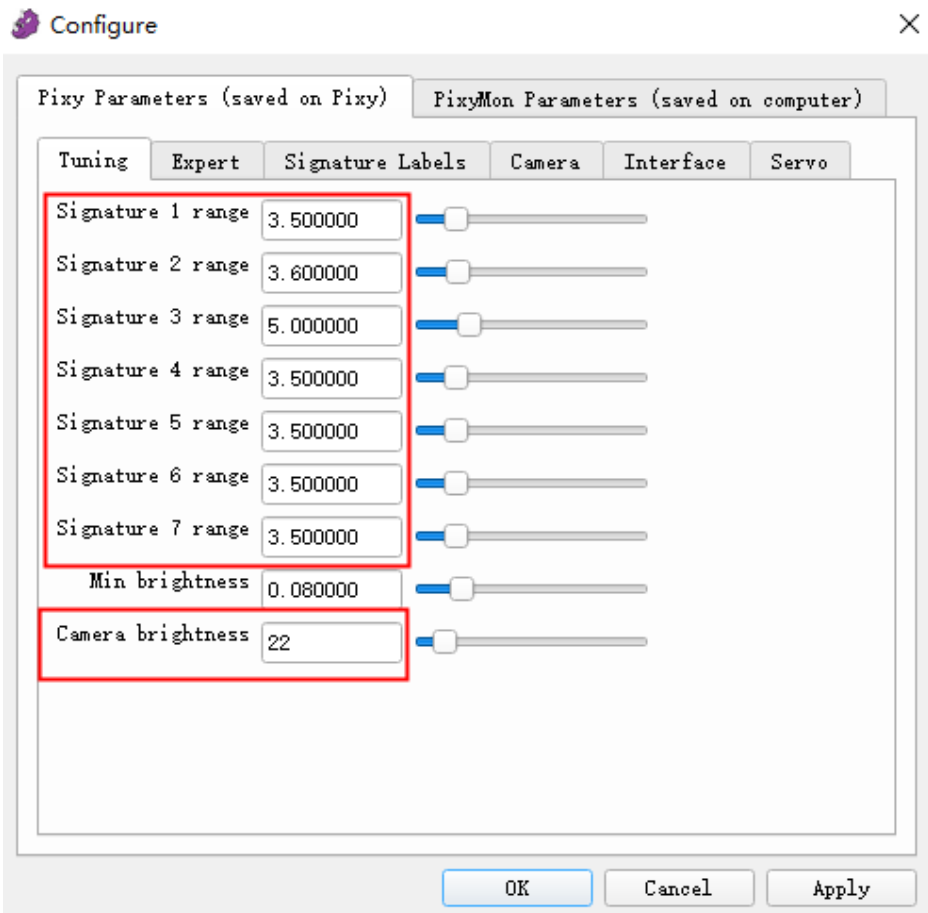 Configure
Pixy Parameters (saved on Pixy) PixyMon Parameters (saved on computer)
Tuning Expert Signature Labels Camera Interface Servo
Signature 1 range 3.500000
Signature 2 range 3.600000
Signature 3 range 5.000000
Signature 4 range 3.500000
Signature 5 range 3.500000
Signature 6 range 3.500000
Signature 7 range 3.500000
Min brightness 0.080000
Camera brightness 22
OK Cancel Apply